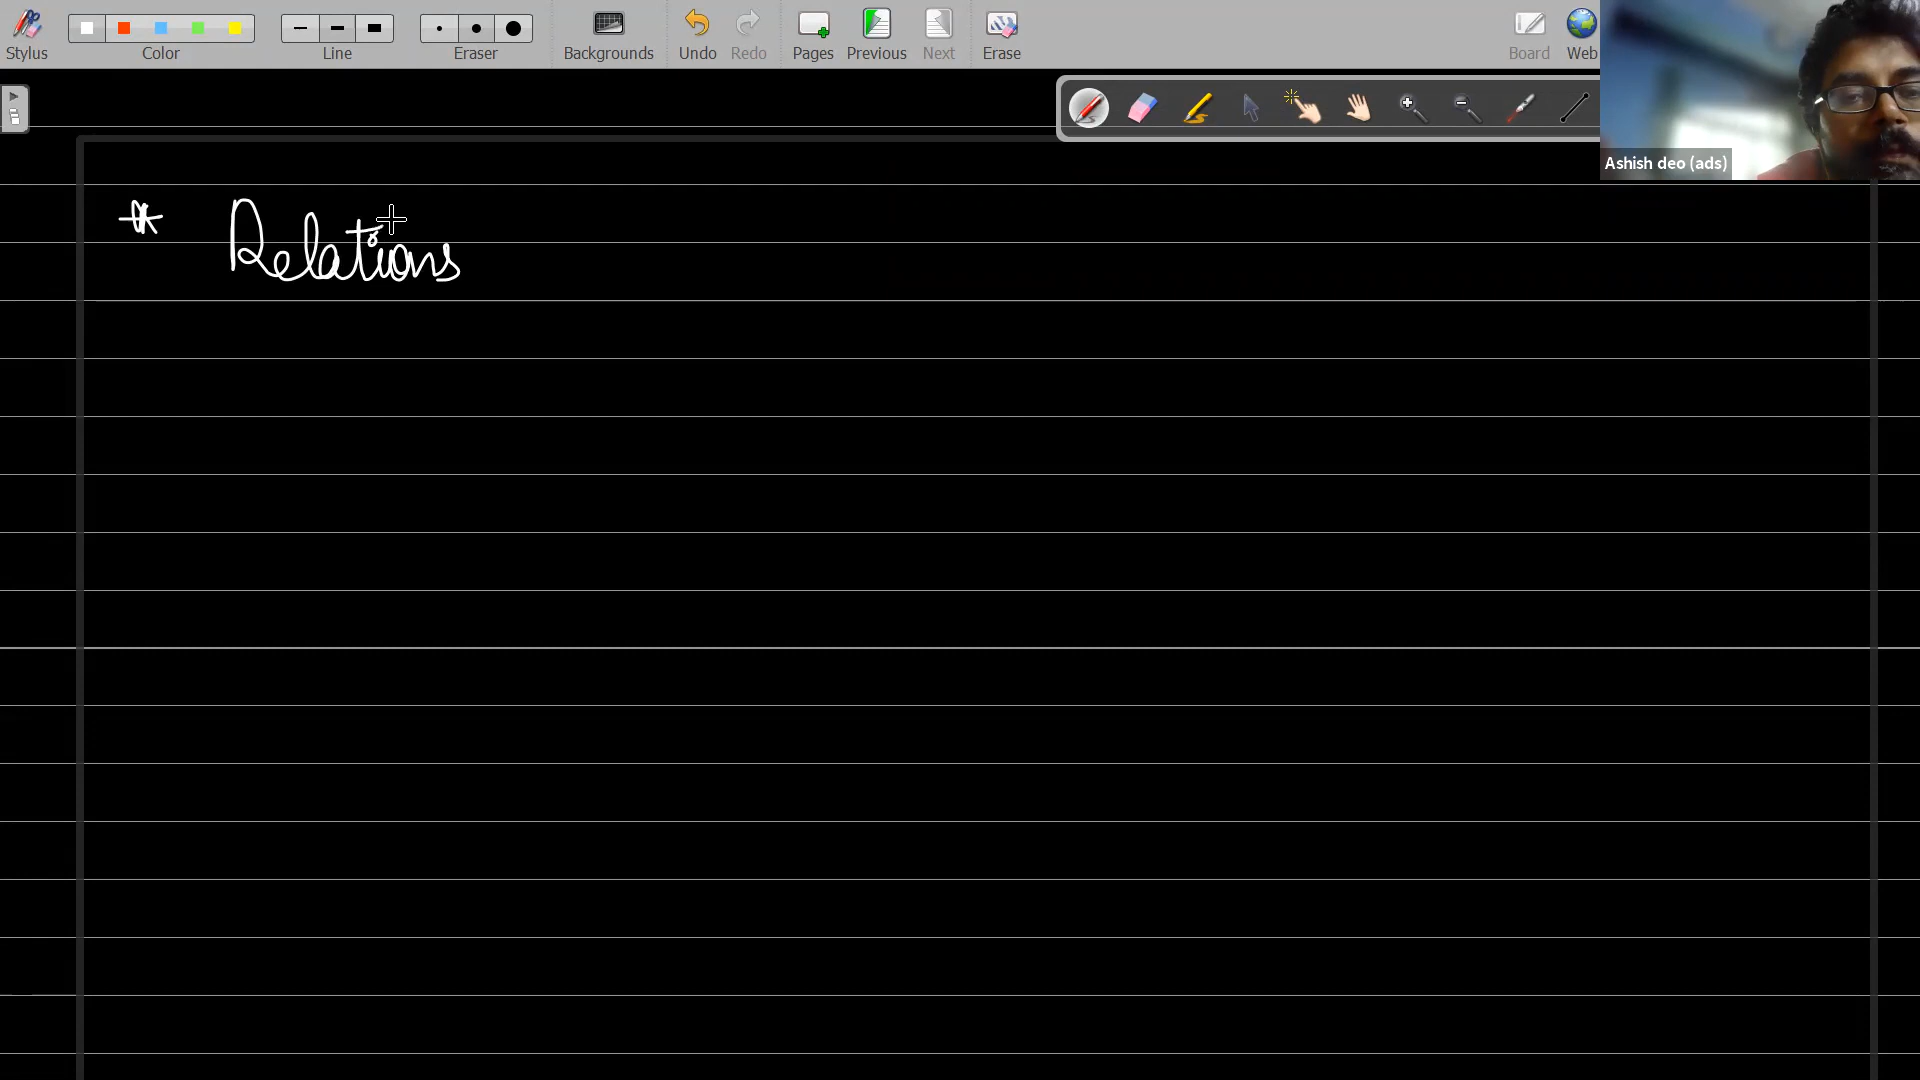 Stylus Color Line Eraser Backgrounds Undo Redo Pages Previous Next Erase Board Web
Ashish deo (ads)
* Relations